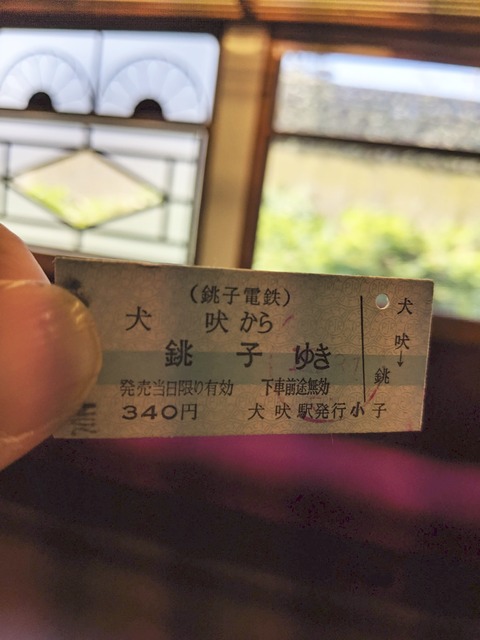 (銚子電鉄)
犬吠から
銚子ゆき
発売当日限り有効 下車前途無効
340円 犬吠駅発行小子
犬
吠
↓
銚